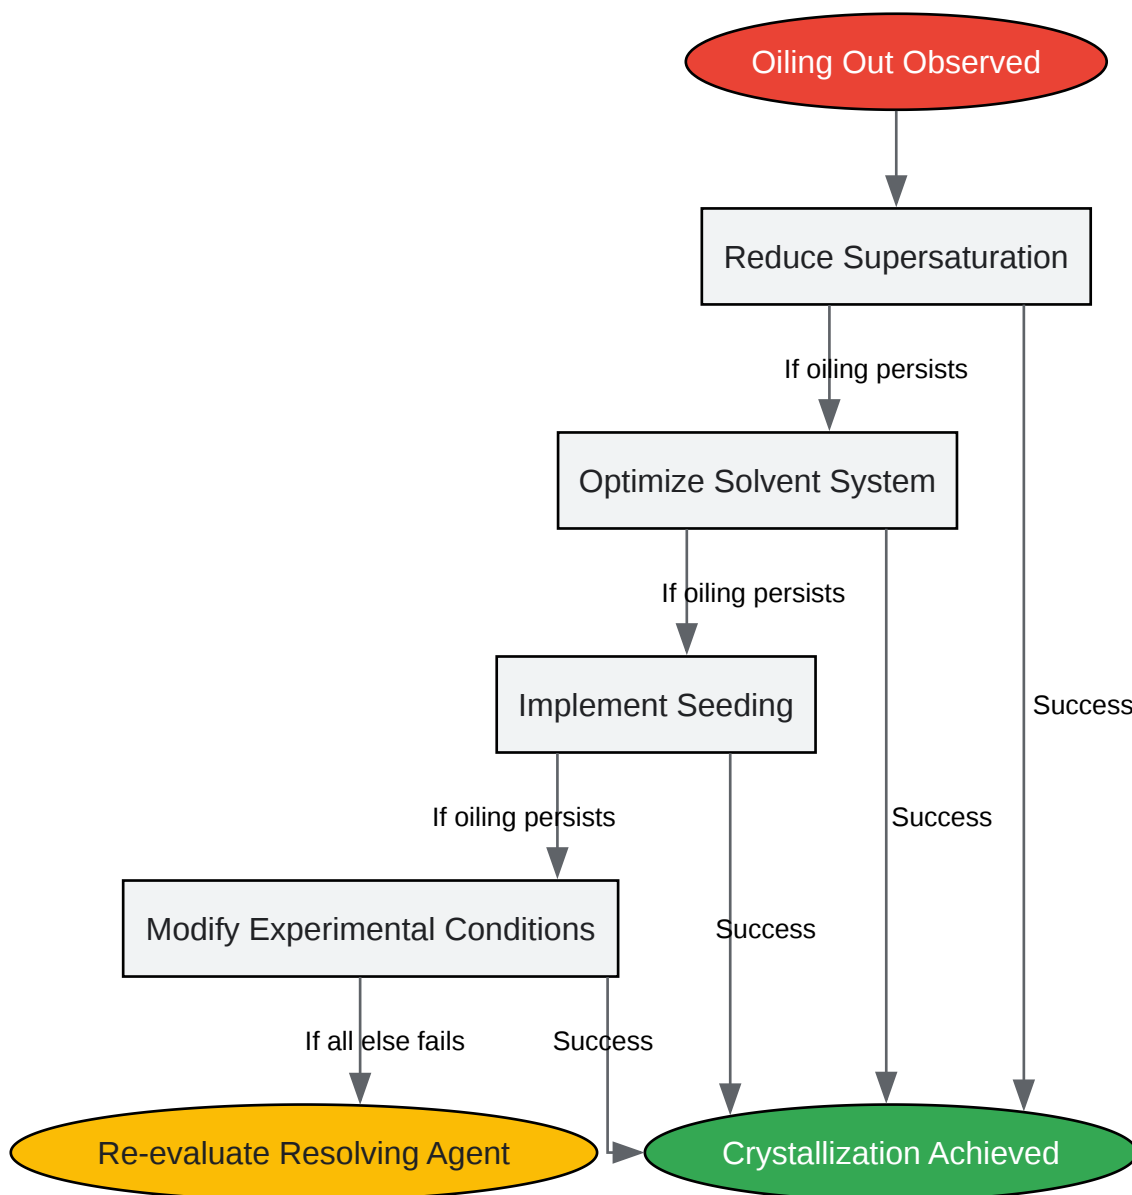 Oiling Out Observed
Reduce Supersaturation
If oiling persists
Optimize Solvent System
If oiling persists
Implement Seeding
Success
If oiling persists
Success
Modify Experimental Conditions
Success
If all else fails
Success
Re-evaluate Resolving Agent
Crystallization Achieved